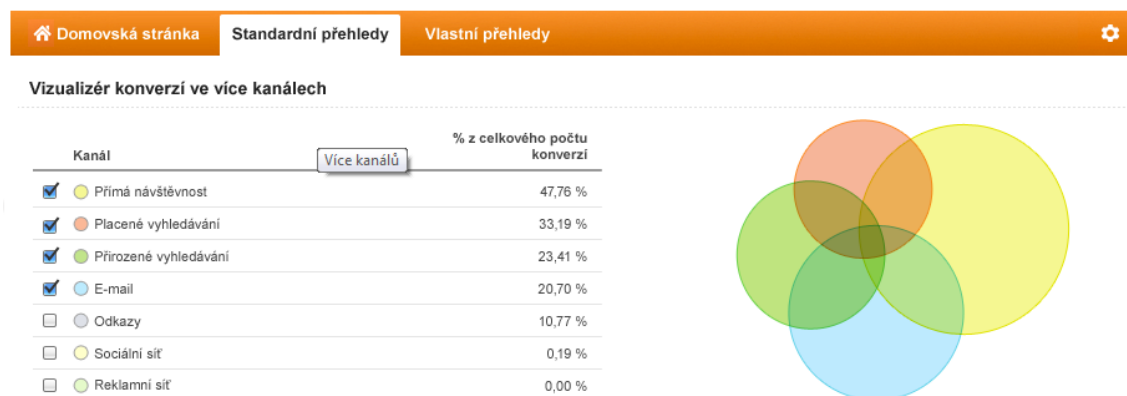 Domovská stránka Standardní přehledy Vlastní přehledy
Vizualizér konverzí ve více kanálech
% z celkového počtu
Kanál konverzí
Více kanálů
Přímá návštěvnost 47,76 %
Placené vyhledávání 33,19 %
Přirozené vyhledávání 23,41 %
E-mail 20,70 %
Odkazy 10,77 %
Sociální síť 0,19 %
Reklamní síť 0,00 %